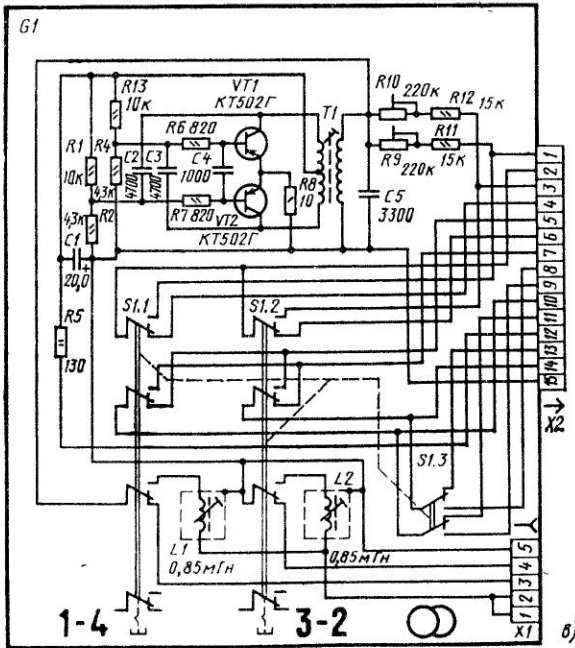 G1
R13
10к
VT1
КТ502Г
R10
220к
R12
15к
T1
R1
R4
C2
C3
R6 820
C4
R11
10к
4700
4700
1000
R8
R9
220к
15к
43к
4,3к
R2
R7 820
VT2
10
C5
3300
КТ502Г
C1
20,0
+
S1.1
S1.2
R5
130
1
2
3
4
5
6
7
8
9
10
11
12
13
14
15
X2
S1.3
L2
L1
0,85мГн
0,85мГн
5
4
3
2
1
X1
1-4
3-2
в)